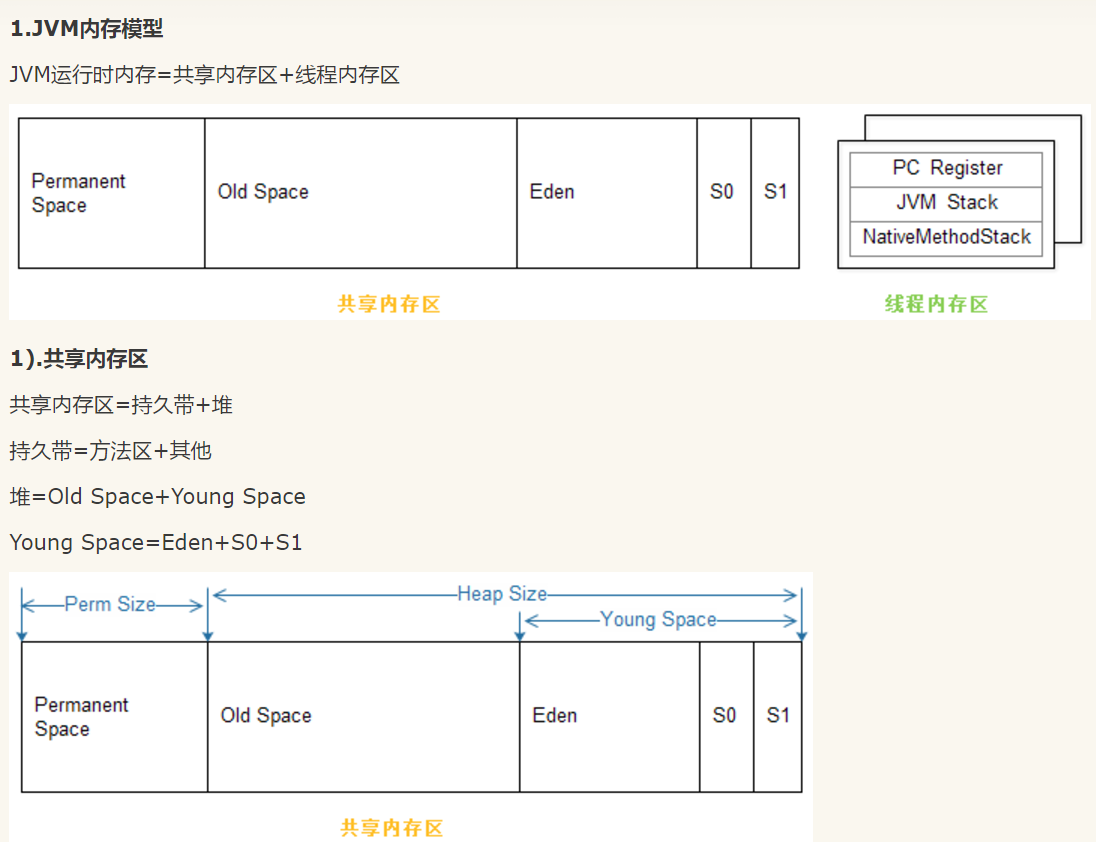 1.JVM内存模型
JVM运行时内存=共享内存区+线程内存区
Permanent
Space
Old Space
Eden
S0
S1
PC Register
JVM Stack
NativeMethodStack
共享内存区
线程内存区
1).共享内存区
共享内存区=持久带+堆
持久带=方法区+其他
堆=Old Space+Young Space
Young Space=Eden+S0+S1
Perm Size
Heap Size
Young Space
Permanent
Space
Old Space
Eden
S0
S1
共享内存区